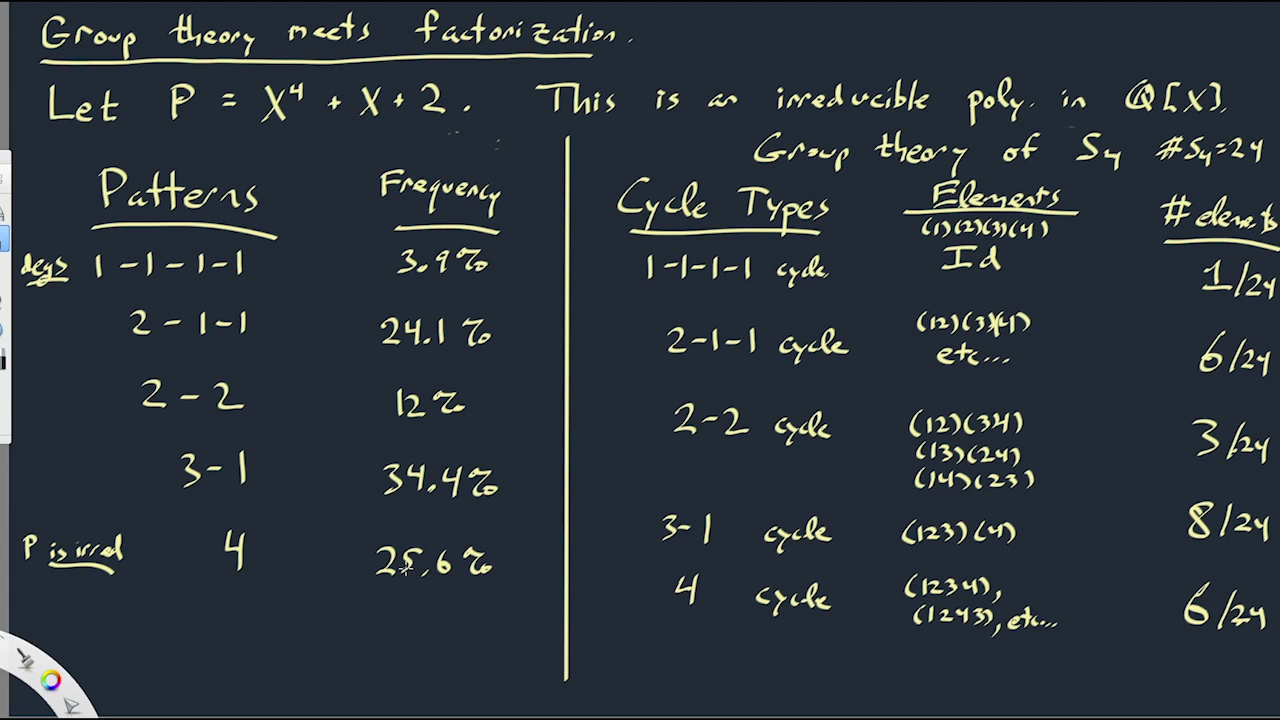 Group theory meets factorization.
Let P = X⁴ + X + 2. This is an irreducible poly. in ℚ[X].
Group theory of S₄ #S₄=24
Patterns Frequency
degs 1-1-1-1 3.9%
2-1-1 24.1%
2-2 12%
3-1 34.4%
P is irred 4 25.6%
Cycle Types Elements # elements
1-1-1-1 cycle (1)(2)(3)(4) 1/24
Id
2-1-1 cycle (12)(3)(4) 6/24
etc...
2-2 cycle (12)(34) 3/24
(13)(24)
(14)(23)
3-1 cycle (123)(4) 8/24
4 cycle (1234), 6/24
(1243), etc...